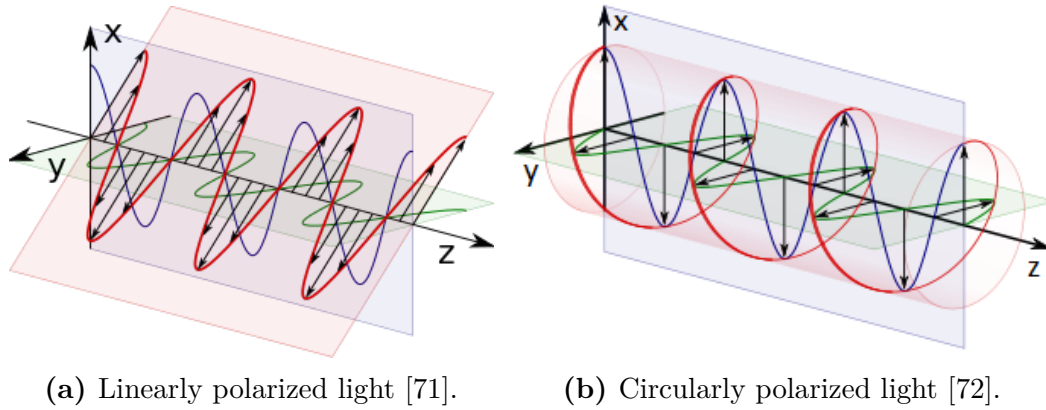 x
y
z
x
y
z
(a) Linearly polarized light [71].
(b) Circularly polarized light [72].